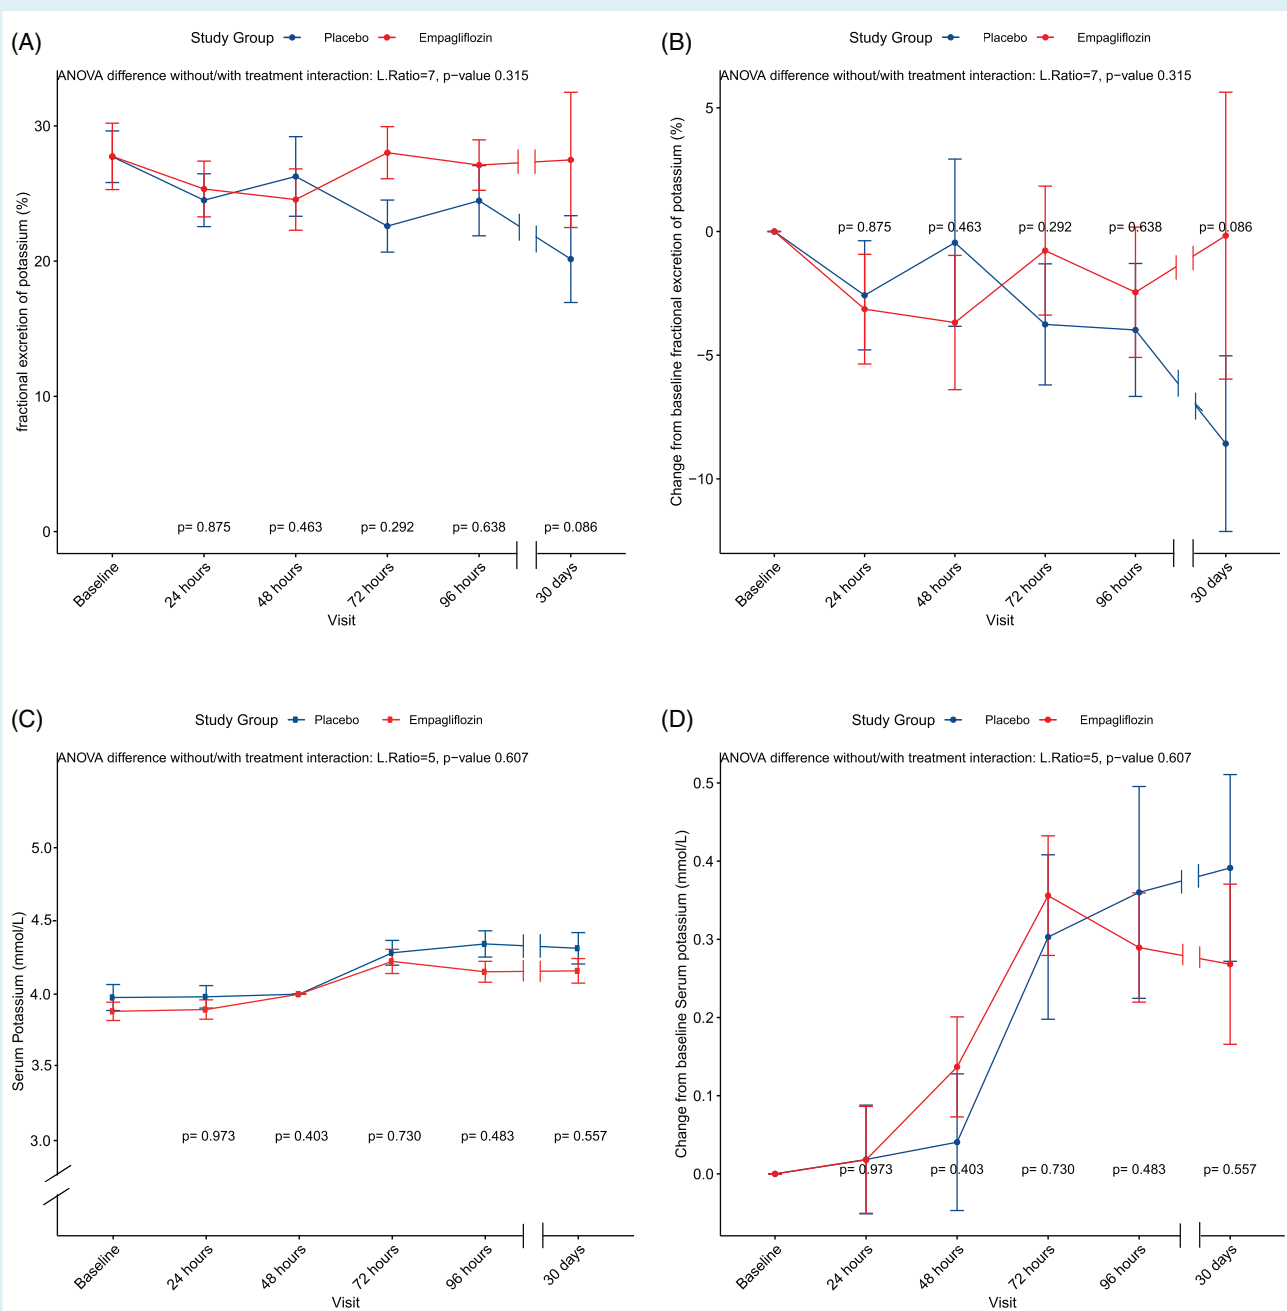 (A)
Study Group Placebo Empagliflozin
ANOVA difference without/with treatment interaction: L.Ratio=7, p−value 0.315
fractional excretion of potassium (%)
30
20
10
0
p= 0.875 p= 0.463 p= 0.292 p= 0.638 p= 0.086
Baseline 24 hours 48 hours 72 hours 96 hours 30 days
Visit
(B)
Study Group Placebo Empagliflozin
ANOVA difference without/with treatment interaction: L.Ratio=7, p−value 0.315
Change from baseline fractional excretion of potassium (%)
5
0
−5
−10
p= 0.875 p= 0.463 p= 0.292 p= 0.638 p= 0.086
Baseline 24 hours 48 hours 72 hours 96 hours 30 days
Visit
(C)
Study Group Placebo Empagliflozin
ANOVA difference without/with treatment interaction: L.Ratio=5, p−value 0.607
Serum Potassium (mmol/L)
5.0
4.5
4.0
3.5
3.0
p= 0.973 p= 0.403 p= 0.730 p= 0.483 p= 0.557
Baseline 24 hours 48 hours 72 hours 96 hours 30 days
Visit
(D)
Study Group Placebo Empagliflozin
ANOVA difference without/with treatment interaction: L.Ratio=5, p−value 0.607
Change from baseline Serum potassium (mmol/L)
0.5
0.4
0.3
0.2
0.1
0.0
p= 0.973 p= 0.403 p= 0.730 p= 0.483 p= 0.557
Baseline 24 hours 48 hours 72 hours 96 hours 30 days
Visit